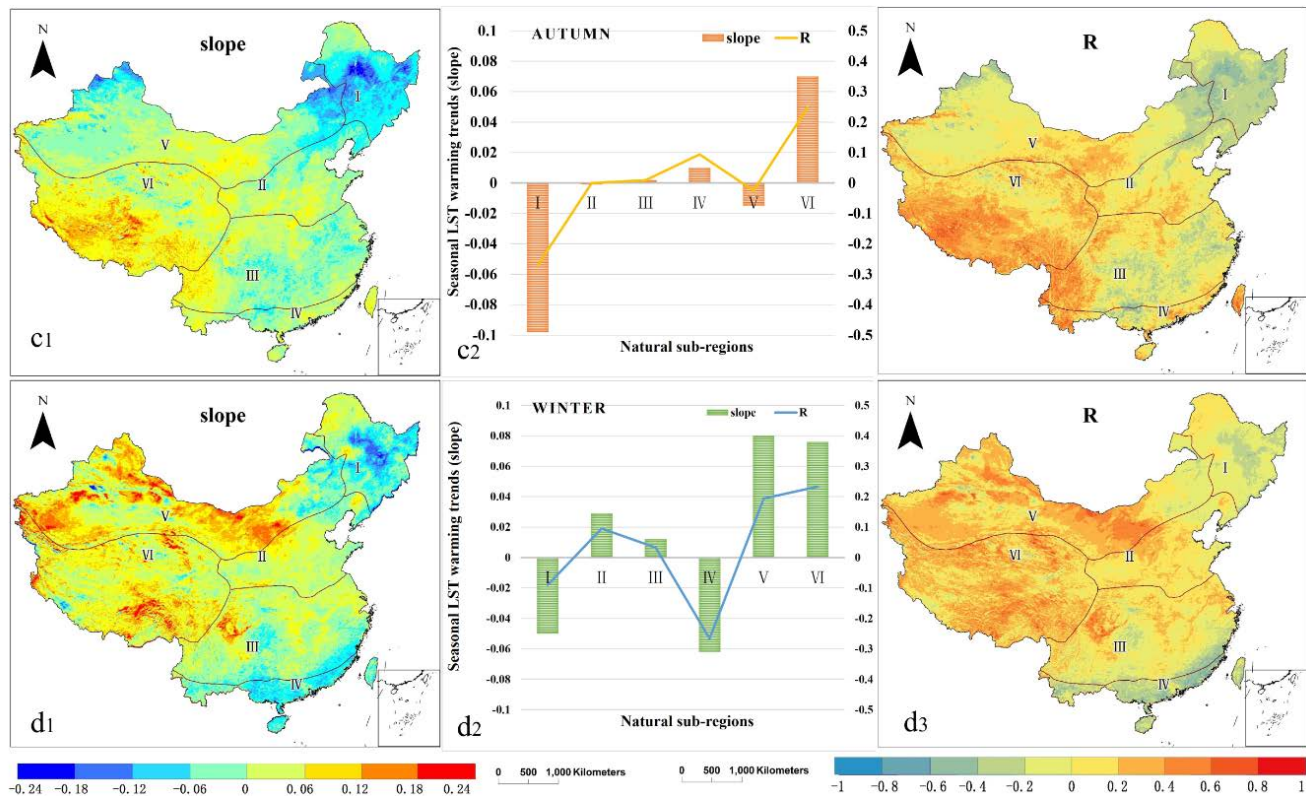 N
slope
I
V
VI
II
III
IV
c1
AUTUMN
slope
R
Seasonal LST warming trends (slope)
0.1
0.08
0.06
0.04
0.02
0
-0.02
-0.04
-0.06
-0.08
-0.1
0.5
0.4
0.3
0.2
0.1
0
-0.1
-0.2
-0.3
-0.4
-0.5
I II III IV V VI
Natural sub-regions
c2
N
R
I
V
VI
II
III
IV
N
slope
I
V
VI
II
III
IV
d1
WINTER
slope
R
Seasonal LST warming trends (slope)
0.1
0.08
0.06
0.04
0.02
0
-0.02
-0.04
-0.06
-0.08
-0.1
0.5
0.4
0.3
0.2
0.1
0
-0.1
-0.2
-0.3
-0.4
-0.5
I II III IV V VI
Natural sub-regions
d2
N
R
I
V
VI
II
III
IV
d3
-0.24 -0.18 -0.12 -0.06 0 0.06 0.12 0.18 0.24
0 500 1,000 Kilometers
0 500 1,000 Kilometers
-1 -0.8 -0.6 -0.4 -0.2 0 0.2 0.4 0.6 0.8 1